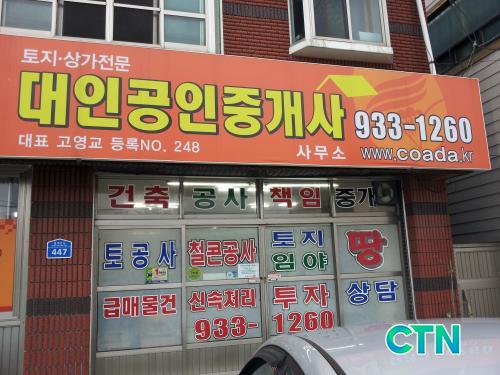 토지·상가전문
대인공인중개사 933-1260
대표 고영교 등록NO. 248 사무소 www.coada.kr
건축 공사 책임 중개
토공사 철콘공사 토지 임야 땅
급매물건 신속처리 투자 상담
933-1260
447
CTN